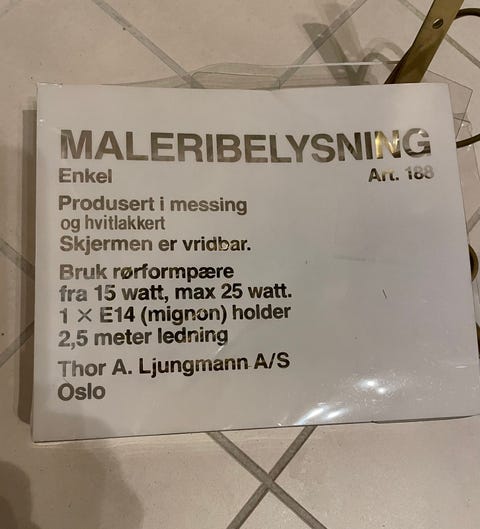 MALERIBELYSNING
Enkel Art. 188
Produsert i messing
og hvitlakkert
Skjermen er vridbar.
Bruk rørformpære
fra 15 watt, max 25 watt.
1 × E14 (mignon) holder
2,5 meter ledning
Thor A. Ljungmann A/S
Oslo